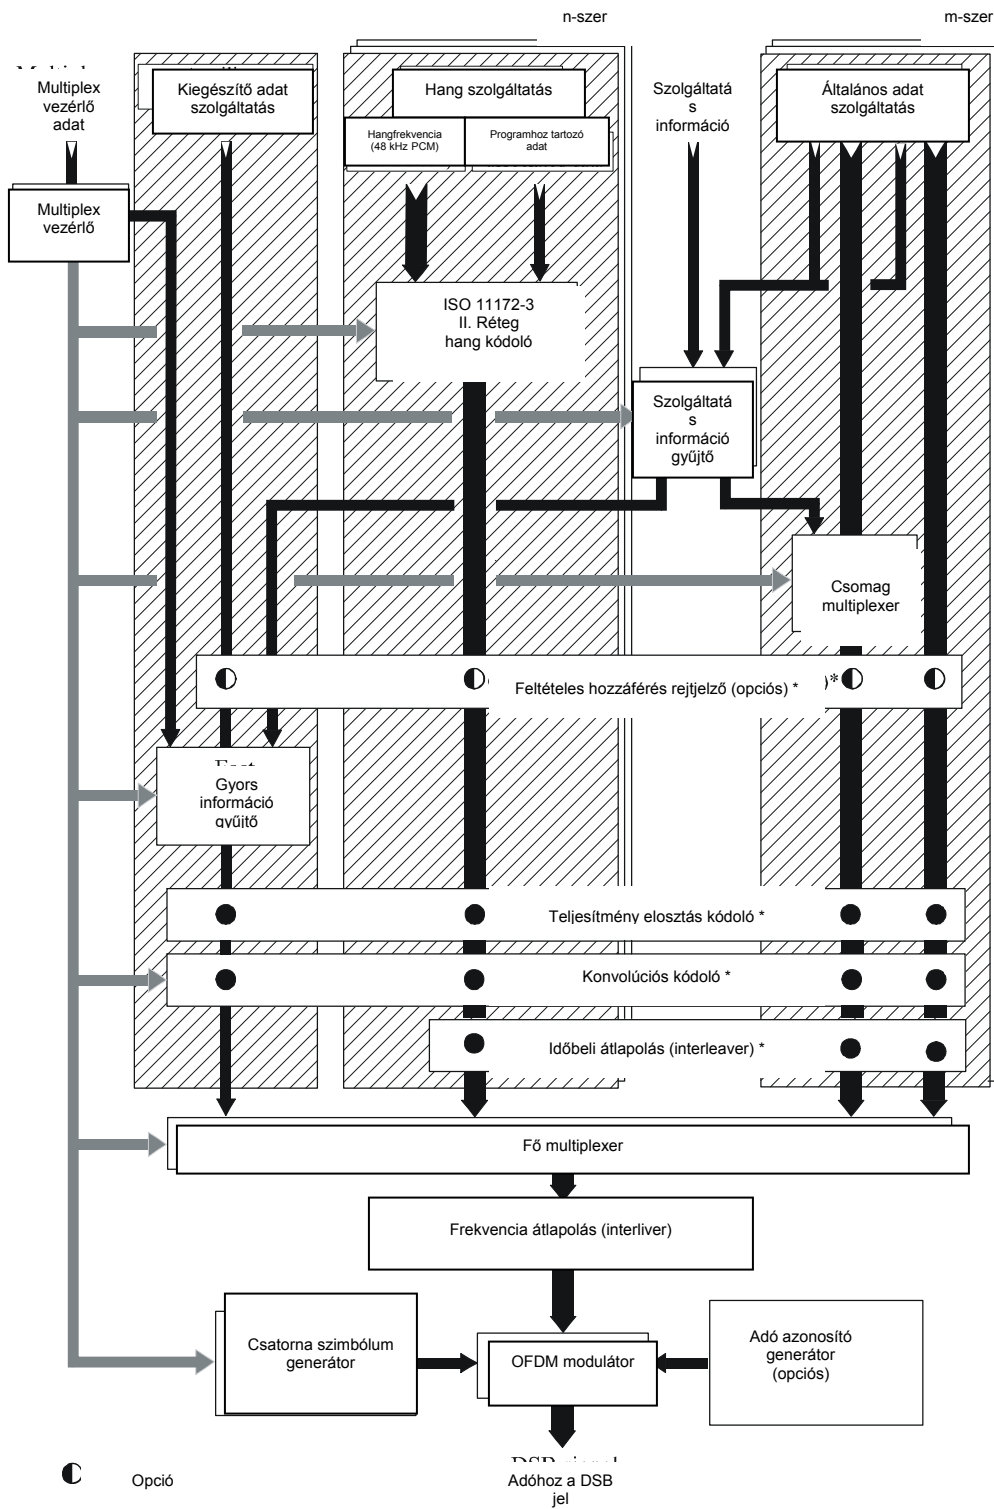 n-szer
m-szer
Multiplex
vezérlő
adat
Kiegészítő adat
szolgáltatás
Hang szolgáltatás
Hangfrekvencia
(48 kHz PCM)
Programhoz tartozó
adat
Szolgáltatá
s
információ
Általános adat
szolgáltatás
Multiplex
vezérlő
ISO 11172-3
II. Réteg
hang kódoló
Szolgáltatá
s
információ
gyűjtő
Csomag
multiplexer
Feltételes hozzáférés rejtjelző (opciós) *
)*
Gyors
információ
gyűjtő
Teljesítmény elosztás kódoló *
Konvolúciós kódoló *
Időbeli átlapolás (interleaver) *
Fő multiplexer
Frekvencia átlapolás (interliver)
Csatorna szimbólum
generátor
OFDM modulátor
Adó azonosító
generátor
(opciós)
Opció
Adóhoz a DSB
jel